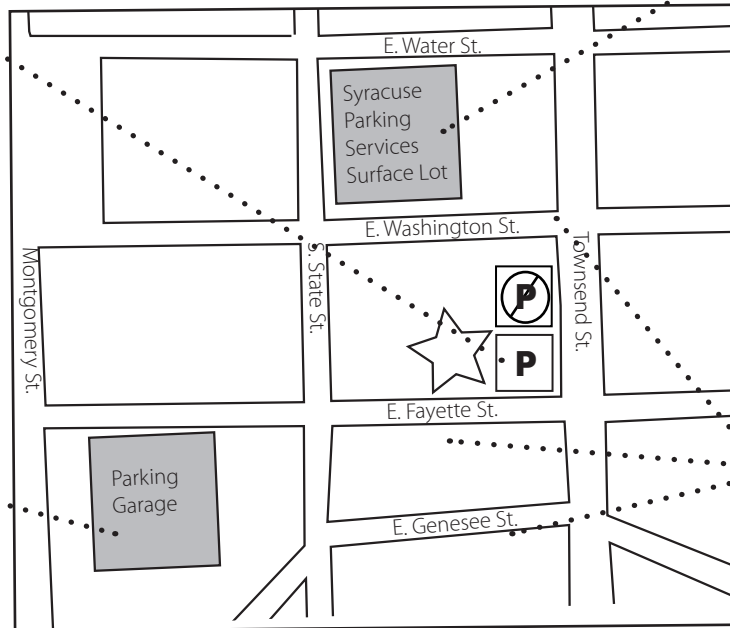 E. Water St.
Syracuse
Parking
Services
Surface Lot
E. Washington St.
Montgomery St.
S. State St.
Townsend St.
P
P
E. Fayette St.
Parking
Garage
E. Genesee St.